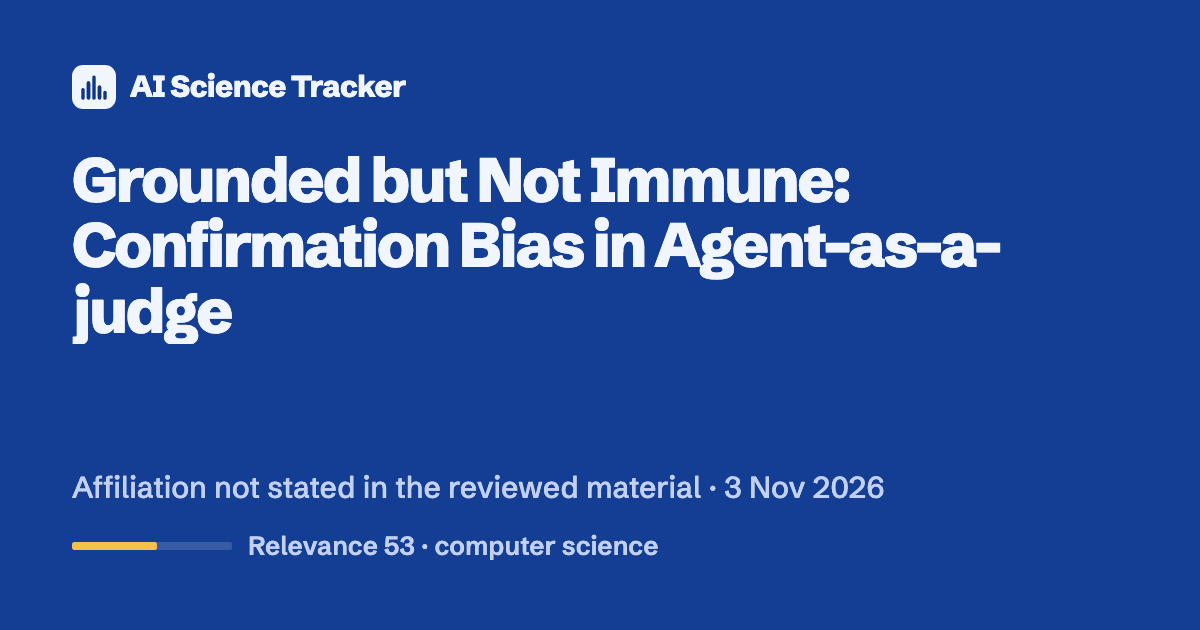 AI Science Tracker
Grounded but Not Immune:
Confirmation Bias in Agent-as-a-
judge
Affiliation not stated in the reviewed material · 3 Nov 2026
Relevance 53 · computer science